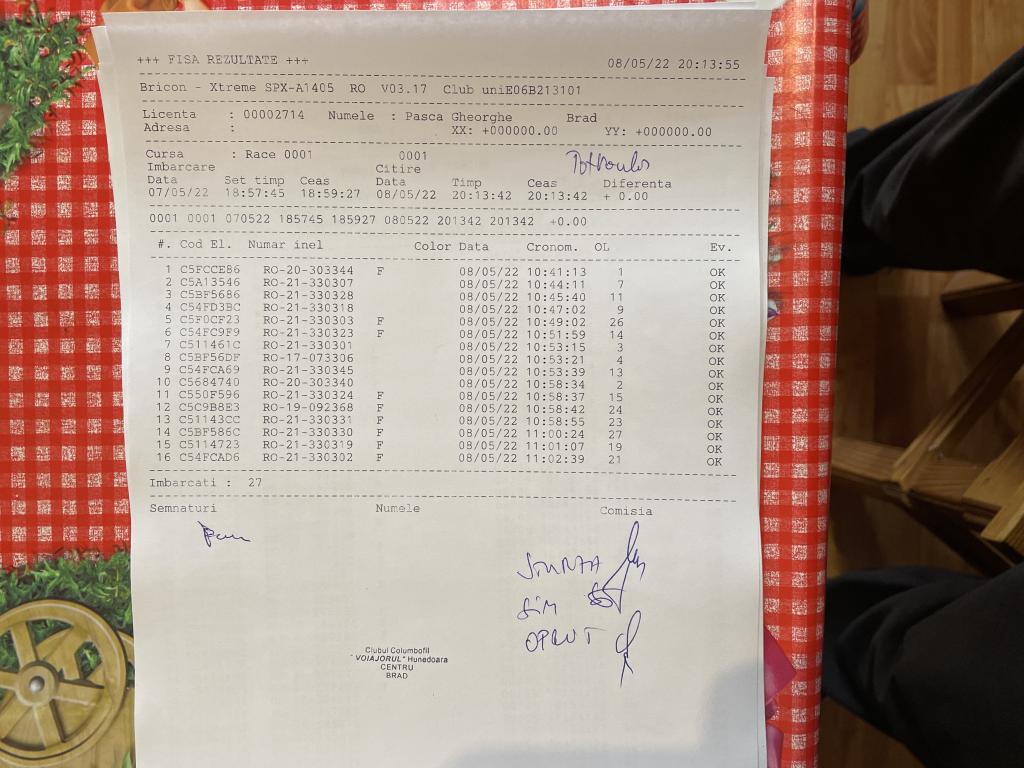 +++ FISA REZULTATE +++ 08/05/22 20:13:55
Bricon - Xtreme SPX-A1405 RO V03.17 Club uniE06B213101
Licenta : 00002714 Numele : Pasca Gheorghe Brad
Adresa : XX: +000000.00 YY: +000000.00
Cursa : Race 0001 0001
Imbarcare Citire
Data Set timp Ceas Data Timp Ceas Diferenta
07/05/22 18:57:45 18:59:27 08/05/22 20:13:42 20:13:42 + 0.00
0001 0001 070522 185745 185927 080522 201342 201342 +0.00
#. Cod El. Numar inel Color Data Cronom. OL Ev.
1 C5FCCE86 RO-20-303344 F 08/05/22 10:41:13 1 OK
2 C5A13546 RO-21-330307 08/05/22 10:44:11 7 OK
3 C5BF5686 RO-21-330328 08/05/22 10:45:40 11 OK
4 C54FD3BC RO-21-330318 08/05/22 10:47:02 9 OK
5 C5F0CF23 RO-21-330303 F 08/05/22 10:49:02 26 OK
6 C54FC9F9 RO-21-330323 F 08/05/22 10:51:59 14 OK
7 C511461C RO-21-330301 08/05/22 10:53:15 3 OK
8 C5BF56DF RO-17-073306 08/05/22 10:53:21 4 OK
9 C54FCA69 RO-21-330345 08/05/22 10:53:39 13 OK
10 C5684740 RO-20-303340 08/05/22 10:58:34 2 OK
11 C550F596 RO-21-330324 F 08/05/22 10:58:37 15 OK
12 C5C9B8E3 RO-19-092368 F 08/05/22 10:58:42 24 OK
13 C51143CC RO-21-330331 F 08/05/22 10:58:55 23 OK
14 C5BF586C RO-21-330330 F 08/05/22 11:00:24 27 OK
15 C5114723 RO-21-330319 F 08/05/22 11:01:07 19 OK
16 C54FCAD6 RO-21-330302 F 08/05/22 11:02:39 21 OK
Imbarcati : 27
Semnaturi Numele Comisia
Clubul Columbofil
"VOIAJORUL" Hunedoara
CENTRU
BRAD